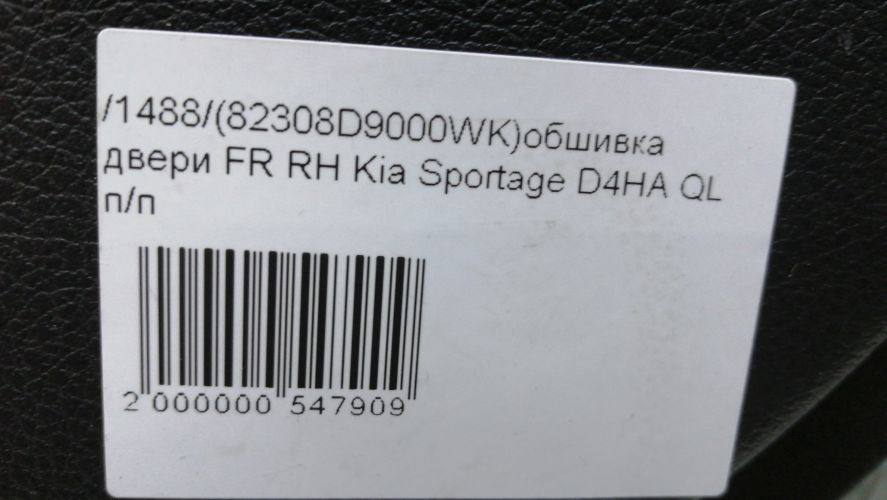 /1488/(82308D9000WK)обшивка
двери FR RH Kia Sportage D4HA QL
п/п
2 000000 547909